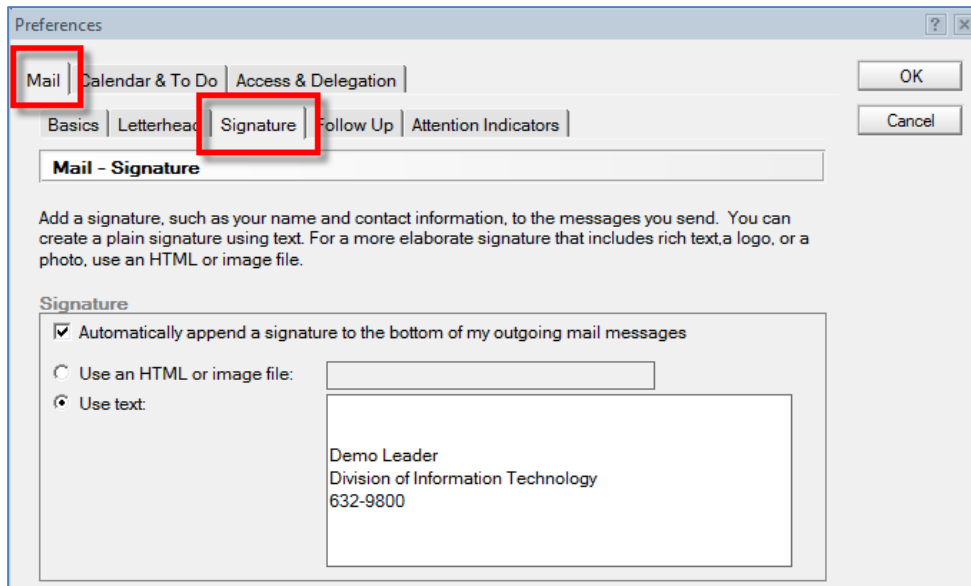 Preferences
Mail Calendar & To Do Access & Delegation OK
Basics Letterhead Signature Follow Up Attention Indicators Cancel
Mail - Signature
Add a signature, such as your name and contact information, to the messages you send. You can
create a plain signature using text. For a more elaborate signature that includes rich text,a logo, or a
photo, use an HTML or image file.
Signature
Automatically append a signature to the bottom of my outgoing mail messages
Use an HTML or image file:
Use text:
Demo Leader
Division of Information Technology
632-9800